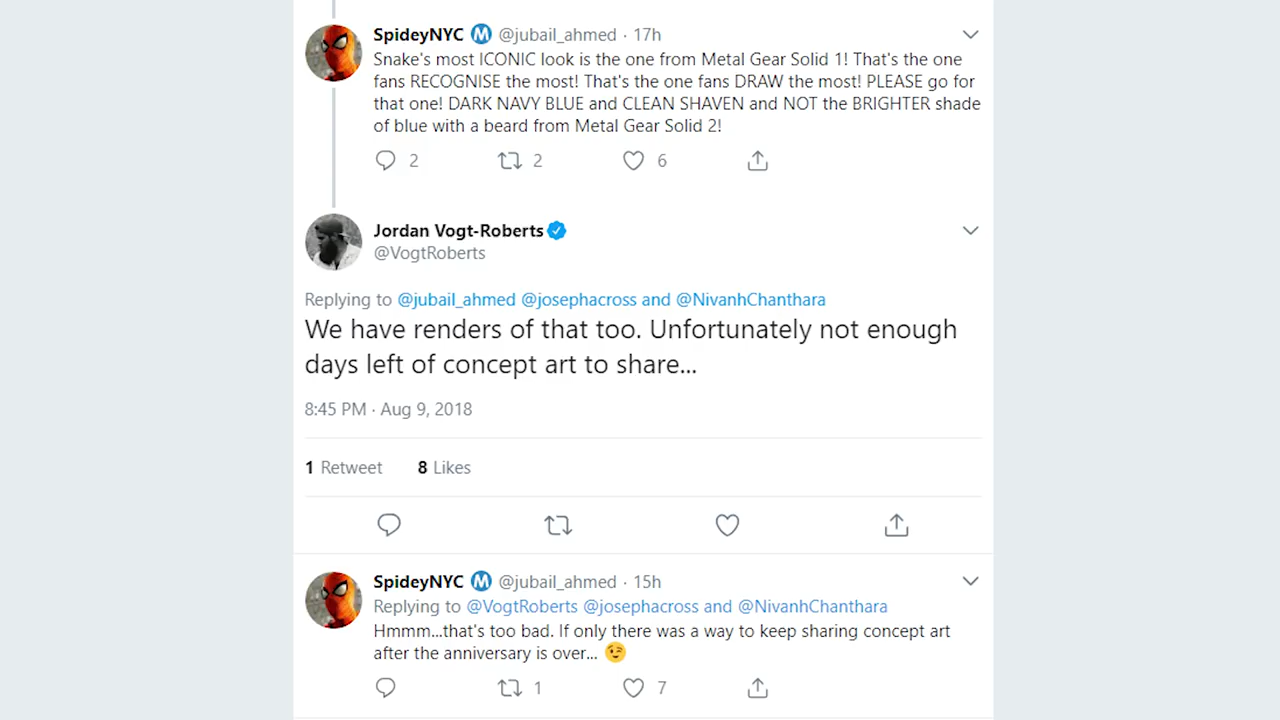 SpideyNYC Ⓜ @jubail_ahmed · 17h
Snake's most ICONIC look is the one from Metal Gear Solid 1! That's the one
fans RECOGNISE the most! That's the one fans DRAW the most! PLEASE go for
that one! DARK NAVY BLUE and CLEAN SHAVEN and NOT the BRIGHTER shade
of blue with a beard from Metal Gear Solid 2!
2 2 6
Jordan Vogt-Roberts
@VogtRoberts
Replying to @jubail_ahmed @josephacross and @NivanhChanthara
We have renders of that too. Unfortunately not enough
days left of concept art to share...
8:45 PM · Aug 9, 2018
1 Retweet 8 Likes
SpideyNYC Ⓜ @jubail_ahmed · 15h
Replying to @VogtRoberts @josephacross and @NivanhChanthara
Hmmm...that's too bad. If only there was a way to keep sharing concept art
after the anniversary is over... 😉
1 7